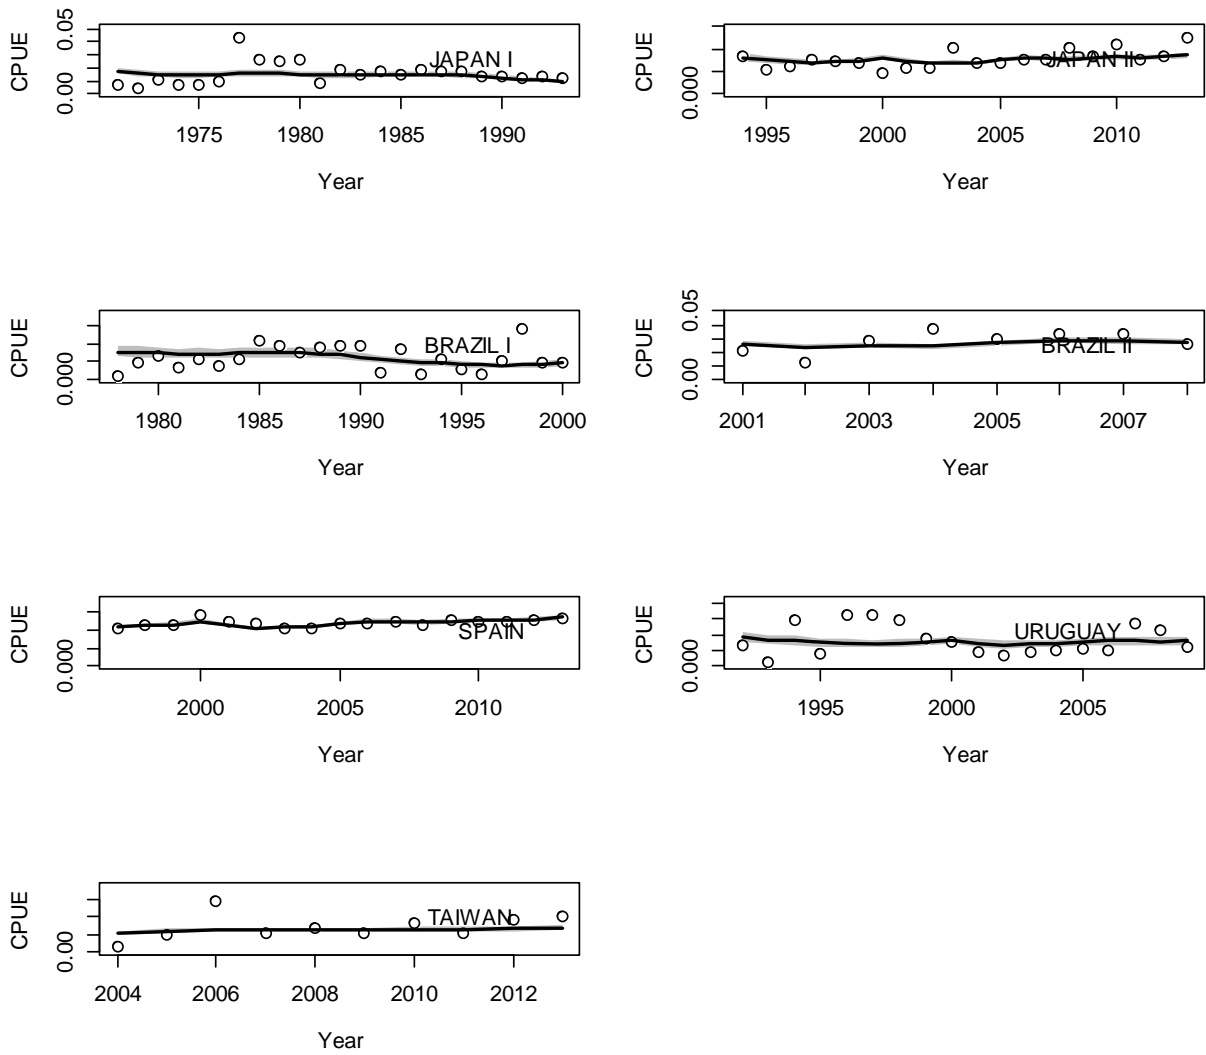 CPUE
0.00 0.05
JAPAN I
1975 1980 1985 1990
Year
CPUE
0.000
JAPAN II
1995 2000 2005 2010
Year
CPUE
0.000
BRAZIL I
1980 1985 1990 1995 2000
Year
CPUE
0.00 0.05
BRAZIL II
2001 2003 2005 2007
Year
CPUE
0.000
SPAIN
2000 2005 2010
Year
CPUE
0.000
URUGUAY
1995 2000 2005
Year
CPUE
0.00
TAIWAN
2004 2006 2008 2010 2012
Year